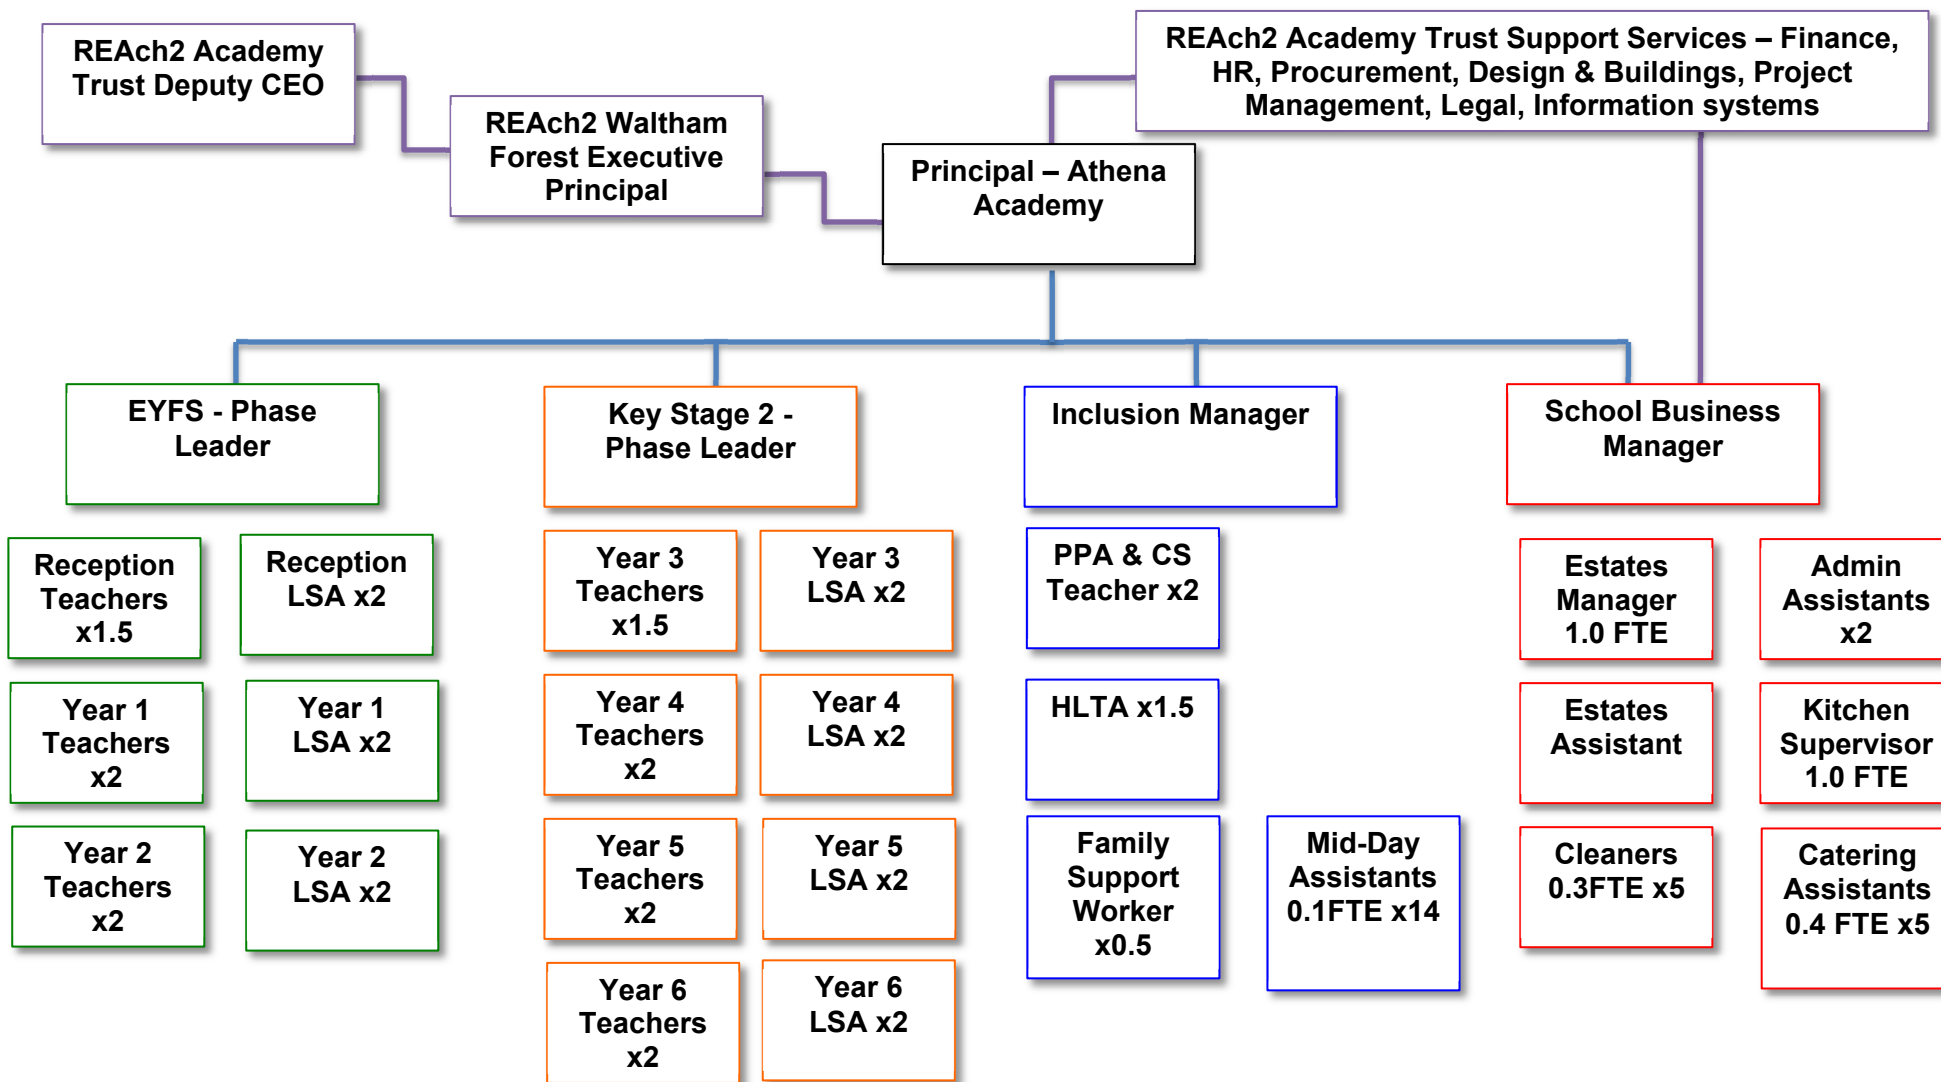 REAch2 Academy
Trust Deputy CEO
REAch2 Waltham
Forest Executive
Principal
Principal – Athena
Academy
REAch2 Academy Trust Support Services – Finance,
HR, Procurement, Design & Buildings, Project
Management, Legal, Information systems
EYFS - Phase
Leader
Reception
Teachers
x1.5
Reception
LSA x2
Year 1
Teachers
x2
Year 1
LSA x2
Year 2
Teachers
x2
Year 2
LSA x2
Key Stage 2 -
Phase Leader
Year 3
Teachers
x1.5
Year 3
LSA x2
Year 4
Teachers
x2
Year 4
LSA x2
Year 5
Teachers
x2
Year 5
LSA x2
Year 6
Teachers
x2
Year 6
LSA x2
Inclusion Manager
PPA & CS
Teacher x2
HLTA x1.5
Family
Support
Worker
x0.5
Mid-Day
Assistants
0.1FTE x14
School Business
Manager
Estates
Manager
1.0 FTE
Admin
Assistants
x2
Estates
Assistant
Kitchen
Supervisor
1.0 FTE
Cleaners
0.3FTE x5
Catering
Assistants
0.4 FTE x5